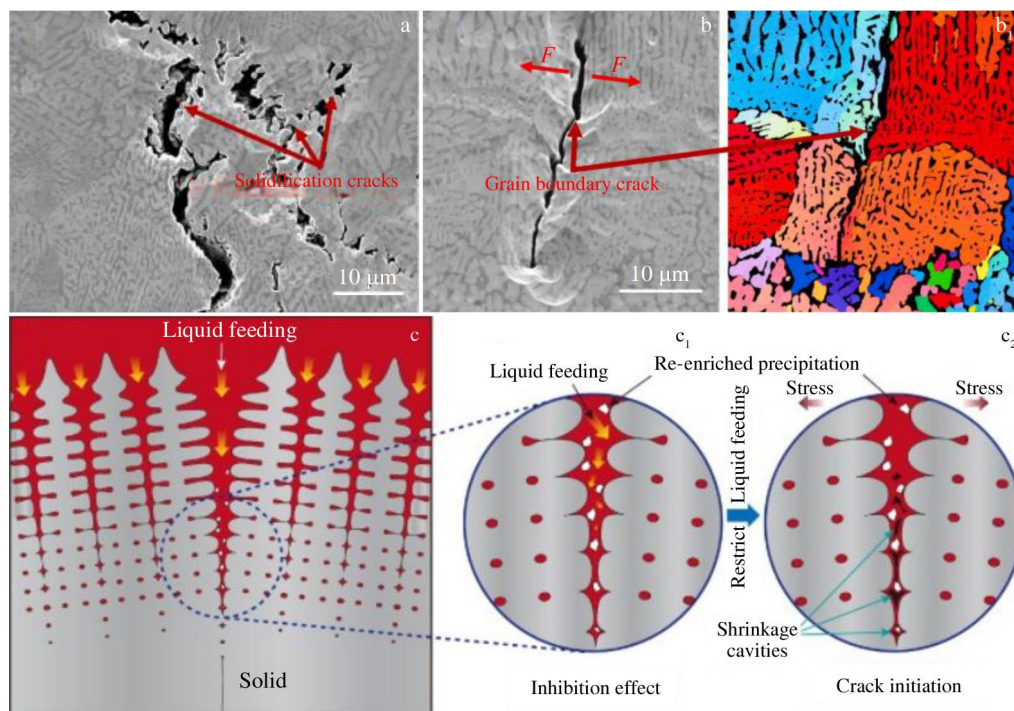 a
Solidification cracks
10 μm
b
F
F
Grain boundary crack
10 μm
b1
Liquid feeding
c
Solid
c1
Liquid feeding
Re-enriched precipitation
Inhibition effect
Restrict Liquid feeding
c2
Stress
Stress
Shrinkage
cavities
Crack initiation